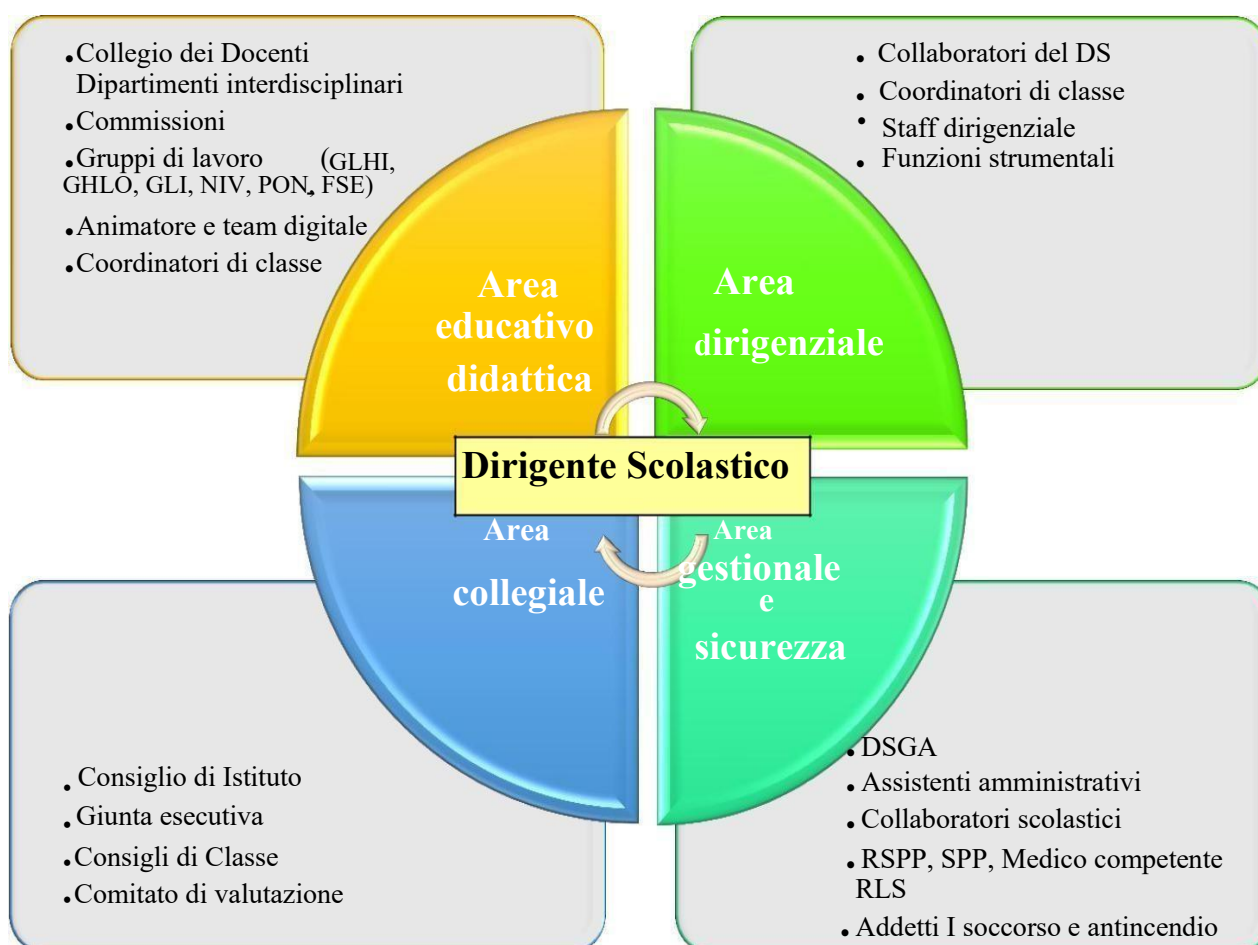 •Collegio dei Docenti
Dipartimenti interdisciplinari
•Commissioni
•Gruppi di lavoro (GLHI,
GHLO, GLI, NIV, PON, FSE)
•Animatore e team digitale
•Coordinatori di classe
• Collaboratori del DS
• Coordinatori di classe
• Staff dirigenziale
• Funzioni strumentali
Area
educativo
didattica
Area
dirigenziale
Dirigente Scolastico
Area
collegiale
Area
gestionale
e
sicurezza
• Consiglio di Istituto
•Giunta esecutiva
•Consigli di Classe
•Comitato di valutazione
•DSGA
•Assistenti amministrativi
•Collaboratori scolastici
• RSPP, SPP, Medico competente
RLS
• Addetti I soccorso e antincendio